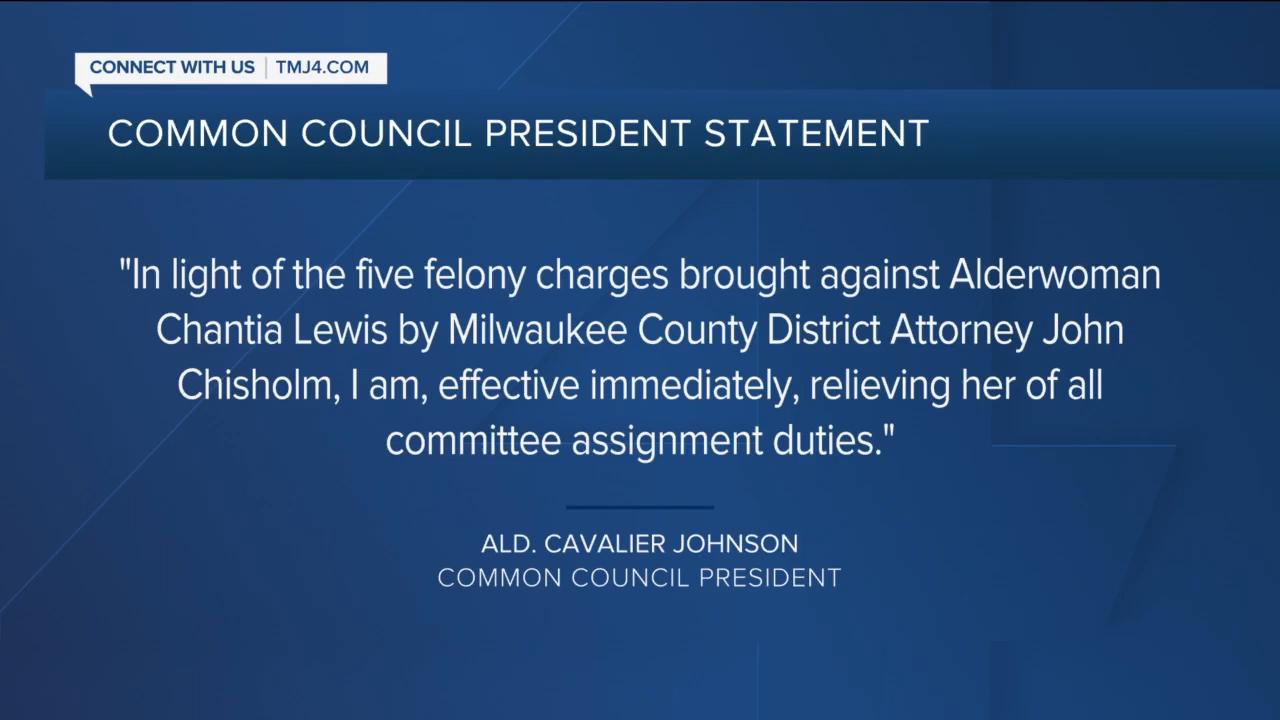 CONNECT WITH US | TMJ4.COM
COMMON COUNCIL PRESIDENT STATEMENT
"In light of the five felony charges brought against Alderwoman
Chantia Lewis by Milwaukee County District Attorney John
Chisholm, I am, effective immediately, relieving her of all
committee assignment duties."
ALD. CAVALIER JOHNSON
COMMON COUNCIL PRESIDENT